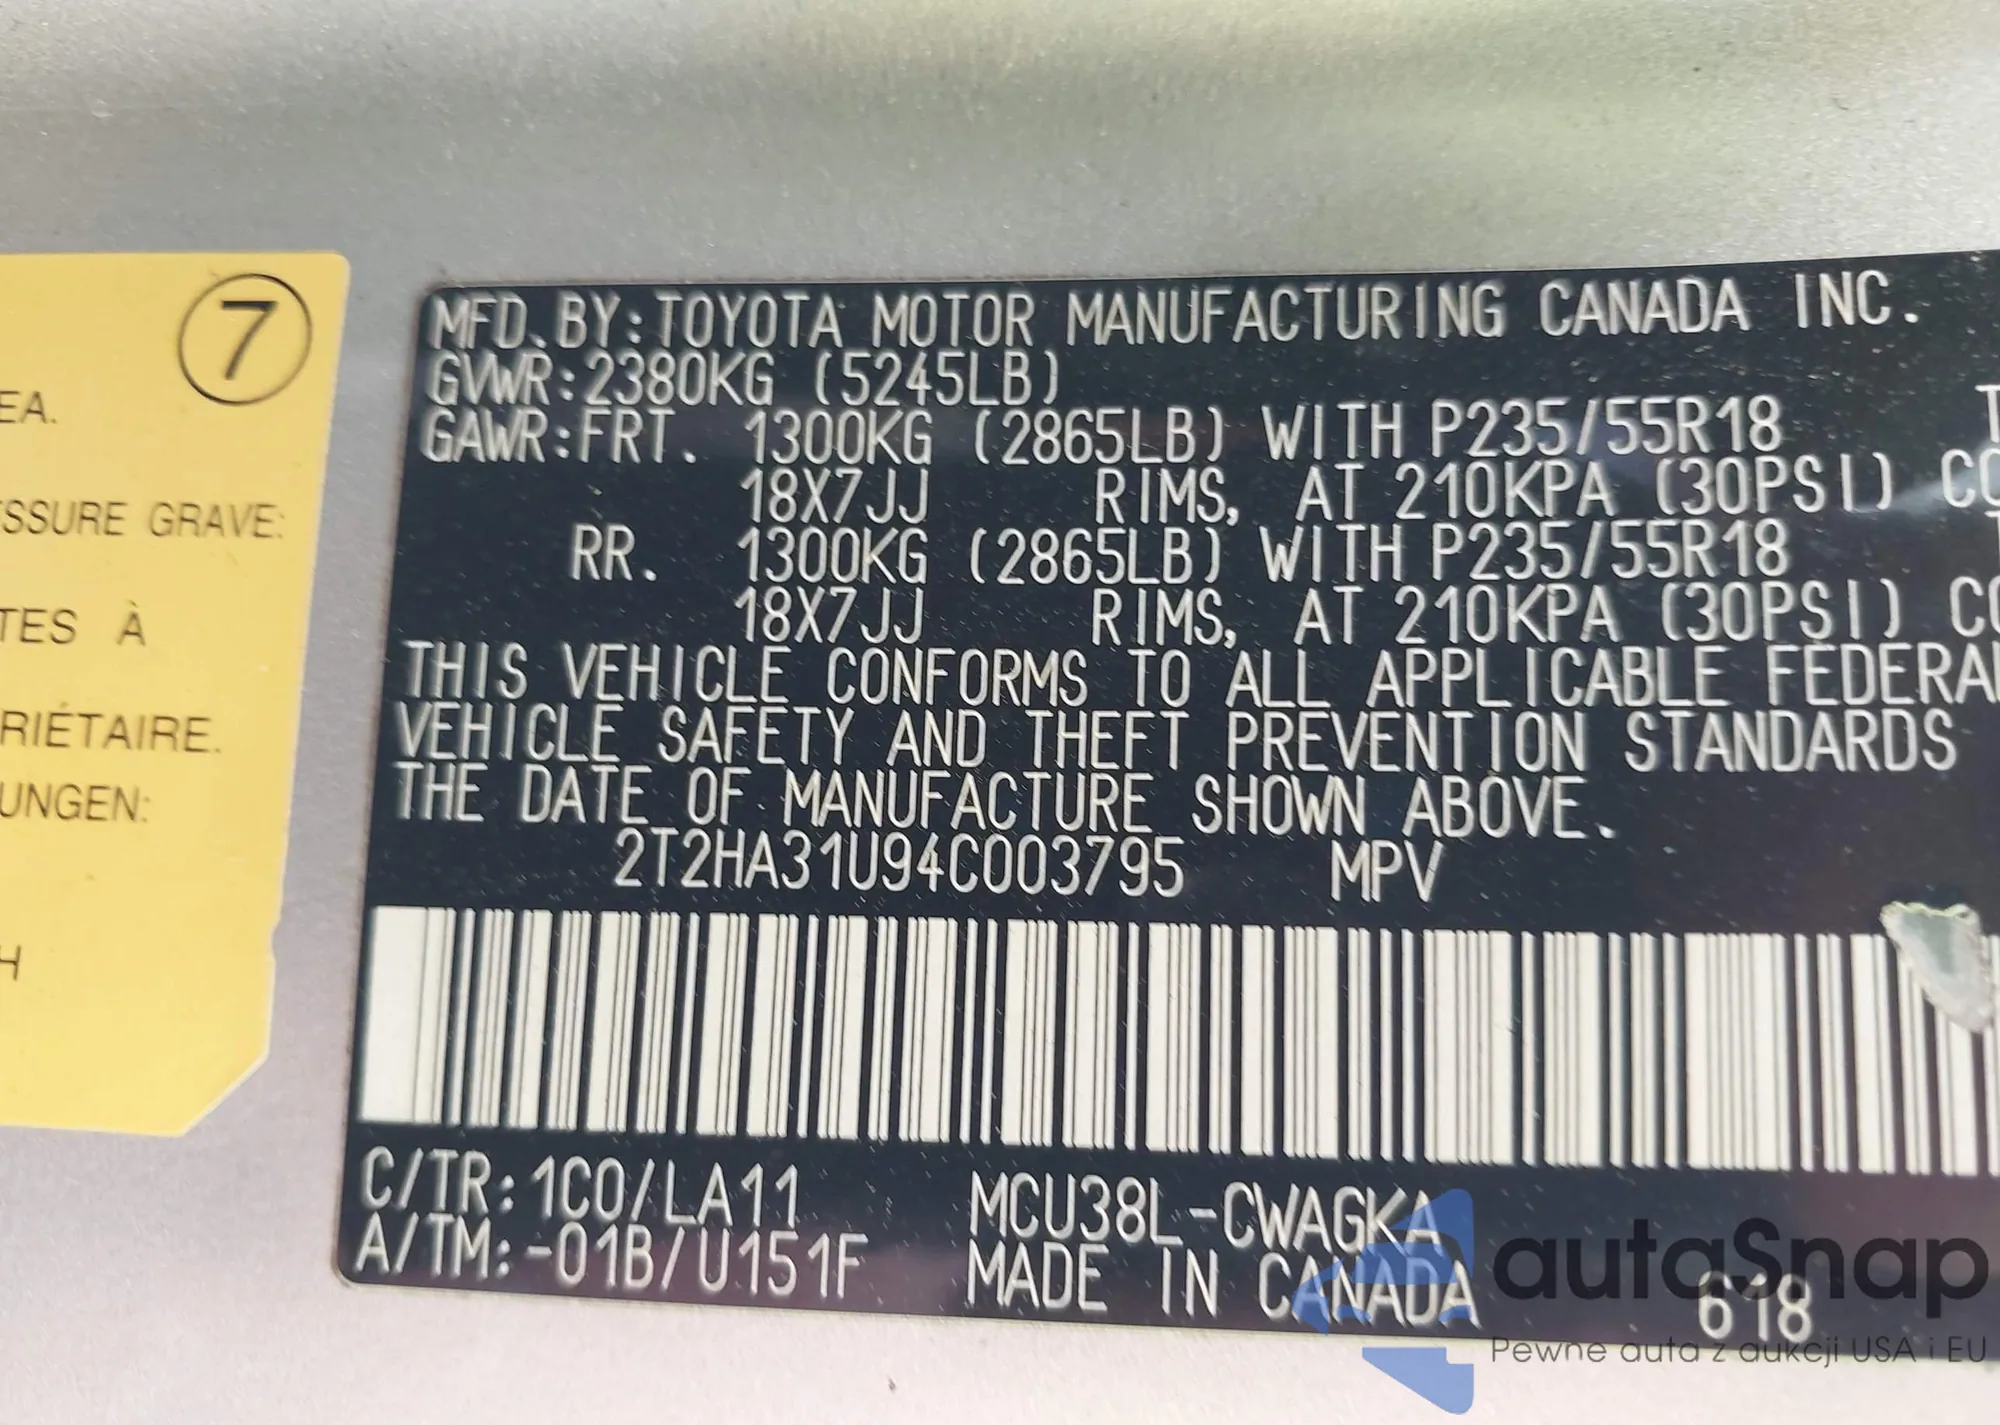 7
EA.
ESSURE GRAVE:
TES À
RIÉTAIRE.
UNGEN:
H
MFD. BY: TOYOTA MOTOR MANUFACTURING CANADA INC.
GVWR: 2380KG (5245LB)
GAWR: FRT. 1300KG (2865LB) WITH P235/55R18 T
18X7JJ RIMS, AT 210KPA (30PSI) CO
RR. 1300KG (2865LB) WITH P235/55R18
18X7JJ RIMS, AT 210KPA (30PSI) CO
THIS VEHICLE CONFORMS TO ALL APPLICABLE FEDERAL
VEHICLE SAFETY AND THEFT PREVENTION STANDARDS
THE DATE OF MANUFACTURE SHOWN ABOVE.
2T2HA31U94C003795 MPV
C/TR: 1C0/LA11 MCU38L-CWAGKA
A/TM: -01B/U151F MADE IN CANADA 618
autaSnap
Pewne auta z aukcji USA i EU